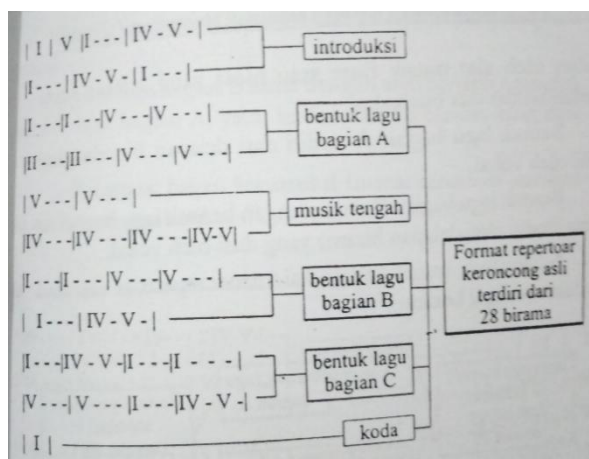 | I | V |I - - - | IV - V - |
introduksi
|I - - - | IV - V - | I - - - |
|I - - -|I - - -|V - - -|V - - - |
bentuk lagu
bagian A
|II - - -|II - - - |V - - - |V - - -|
|V - - - | V - - - |
musik tengah
|IV - - -|IV - - -|IV - - -|IV-V|
Format repertoar
keroncong asli
terdiri dari
28 birama
|I - - -|I - - - |V - - -|V - - - |
bentuk lagu
bagian B
| I - - - | IV - V - |
|I - - -|IV - V -|I - - -|I - - - |
bentuk lagu
bagian C
|V - - -| V - - - |I - - -|IV - V -|
koda
| I |